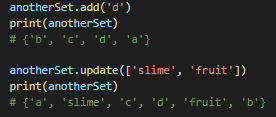 anotherSet.add('d')
print(anotherSet)
# {'b', 'c', 'd', 'a'}
anotherSet.update(['slime', 'fruit'])
print(anotherSet)
# {'a', 'slime', 'c', 'd', 'fruit', 'b'}